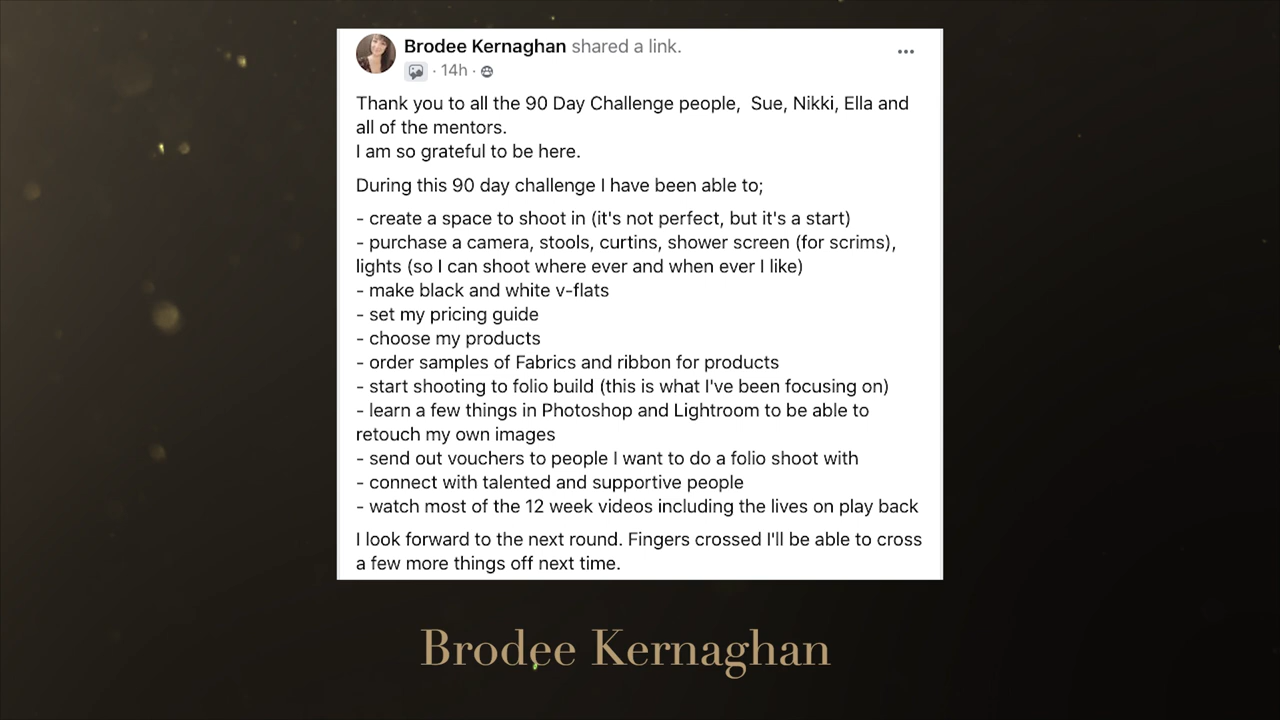 Brodee Kernaghan shared a link.
· 14h ·
Thank you to all the 90 Day Challenge people,  Sue, Nikki, Ella and
all of the mentors.
I am so grateful to be here.
During this 90 day challenge I have been able to;
- create a space to shoot in (it's not perfect, but it's a start)
- purchase a camera, stools, curtins, shower screen (for scrims),
lights (so I can shoot where ever and when ever I like)
- make black and white v-flats
- set my pricing guide
- choose my products
- order samples of Fabrics and ribbon for products
- start shooting to folio build (this is what I've been focusing on)
- learn a few things in Photoshop and Lightroom to be able to
retouch my own images
- send out vouchers to people I want to do a folio shoot with
- connect with talented and supportive people
- watch most of the 12 week videos including the lives on play back
I look forward to the next round. Fingers crossed I'll be able to cross
a few more things off next time.
Brodee Kernaghan